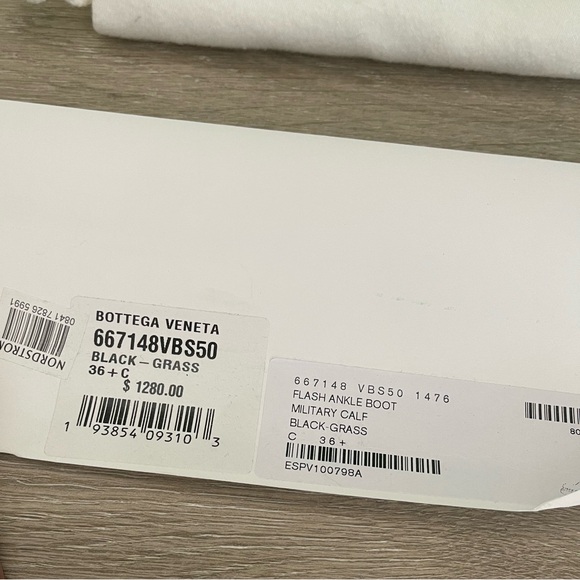 0841 7826 5991
NORDSTROM
BOTTEGA VENETA
667148VBS50
BLACK-GRASS
36+C
$ 1280.00
1 93854 09310 3
667148 VBS50 1476
FLASH ANKLE BOOT
MILITARY CALF
BLACK-GRASS
C 36+
ESPV100798A
80